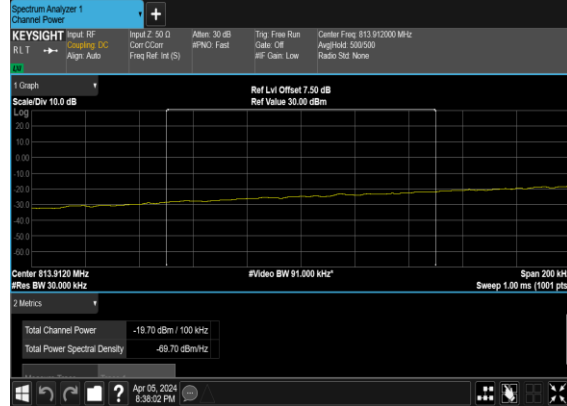 Spectrum Analyzer 1
Channel Power
+
KEYSIGHT
RLT
Input: RF
Coupling: DC
Align: Auto
Input Z: 50 Ω
Corr CCorr
Freq Ref: Int (S)
Atten: 30 dB
#PNO: Fast
Trig: Free Run
Gate: Off
#IF Gain: Low
Center Freq: 813.912000 MHz
Avg|Hold: 500/500
Radio Std: None
1 Graph
Scale/Div 10.0 dB
Ref Lvl Offset 7.50 dB
Ref Value 30.00 dBm
Log
20.0
10.0
0.00
-10.0
-20.0
-30.0
-40.0
-50.0
-60.0
Center 813.9120 MHz
#Res BW 30.000 kHz
#Video BW 91.000 kHz*
Span 200 kH
Sweep 1.00 ms (1001 pts
2 Metrics
Total Channel Power -19.70 dBm / 100 kHz
Total Power Spectral Density -69.70 dBm/Hz
?
Apr 05, 2024
8:38:02 PM